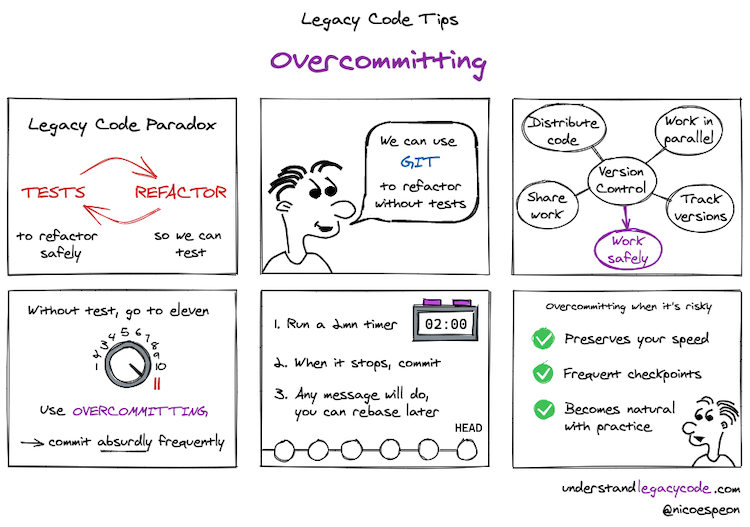 Legacy Code Tips
Overcommitting
Legacy Code Paradox
TESTS
REFACTOR
to refactor
safely
so we can
test
We can use
GIT
to refactor
without tests
Distribute
code
Work in
parallel
Version
Control
Share
work
Track
versions
Work
safely
Without test, go to eleven
1
2
3
4
5
6
7
8
9
10
11
Use OVERCOMMITTING
→ commit absurdly frequently
1. Run a 2mn timer
02:00
2. When it stops, commit
3. Any message will do,
you can rebase later
HEAD
Overcommitting when it's risky
Preserves your speed
Frequent checkpoints
Becomes natural
with practice
understandlegacycode.com
@nicoespeon